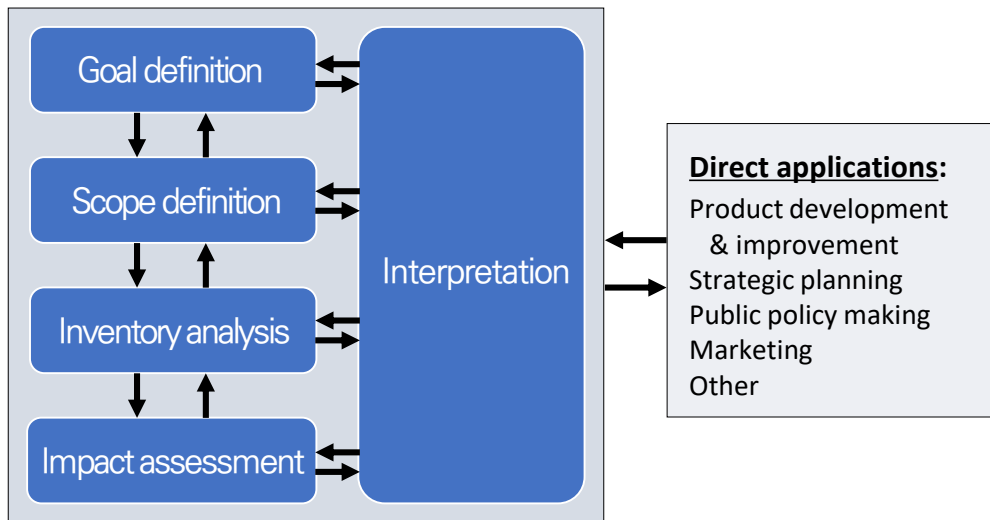 Goal definition
Scope definition
Inventory analysis
Impact assessment
Interpretation
Direct applications:
Product development
& improvement
Strategic planning
Public policy making
Marketing
Other